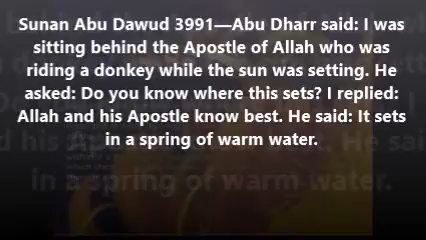 Sunan Abu Dawud 3991—Abu Dharr said: I was
sitting behind the Apostle of Allah who was
riding a donkey while the sun was setting. He
asked: Do you know where this sets? I replied:
Allah and his Apostle know best. He said: It sets
in a spring of warm water.